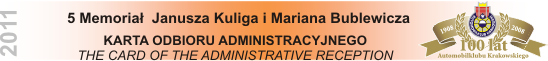 2011
5 Memoriał Janusza Kuliga i Mariana Bublewicza
KARTA ODBIORU ADMINISTRACYJNEGO
THE CARD OF THE ADMINISTRATIVE RECEPTION
1908 2008
100 lat
Automobilklubu Krakowskiego